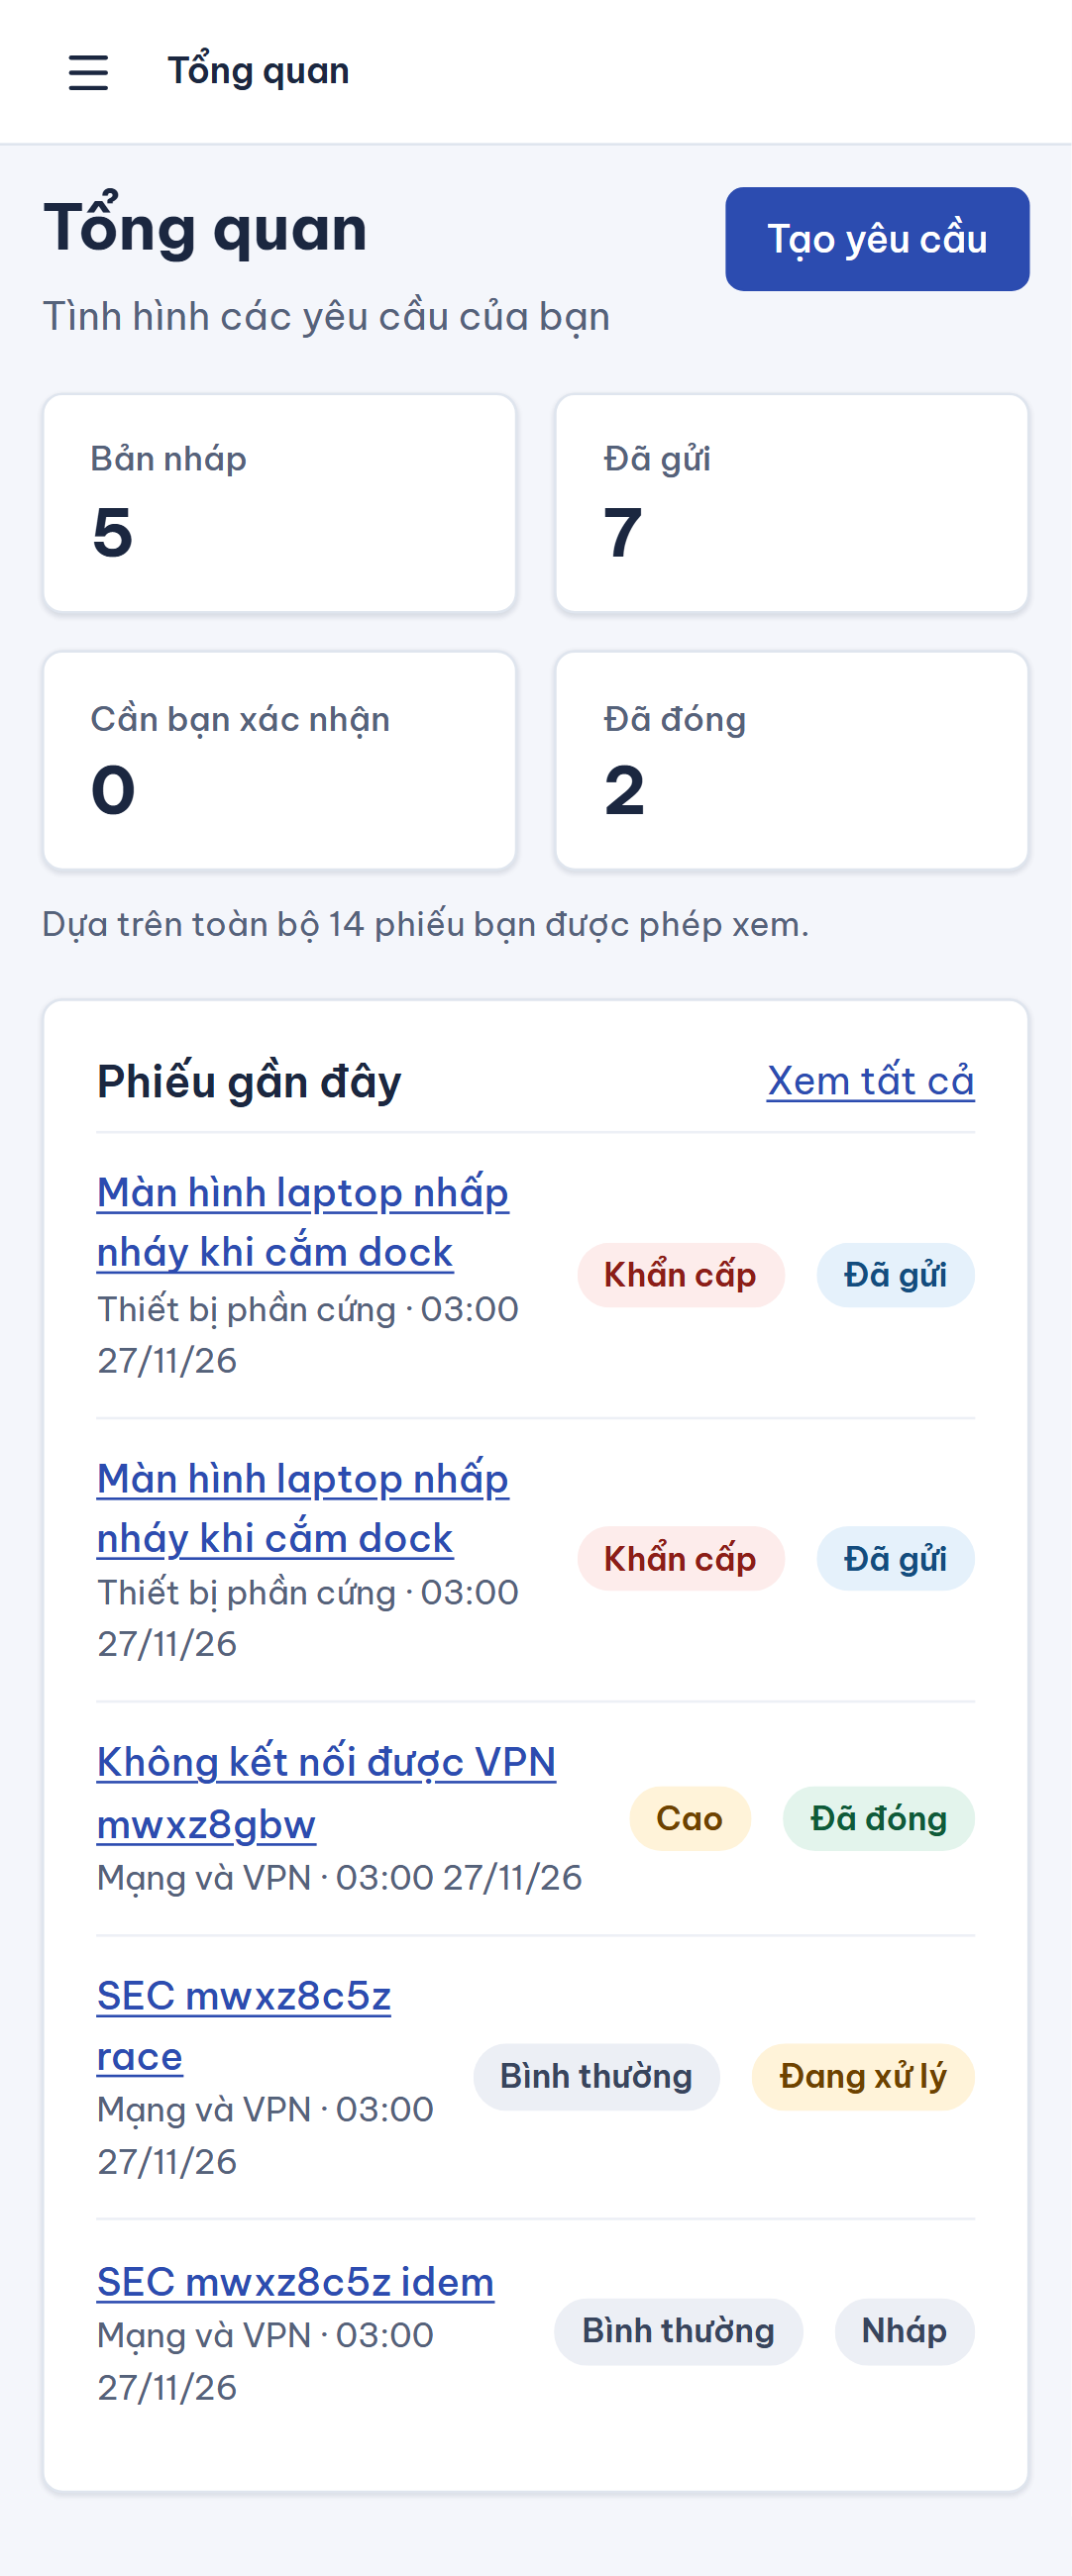 Tổng quan
Tổng quan
Tạo yêu cầu
Tình hình các yêu cầu của bạn
Bản nháp
5
Đã gửi
7
Cần bạn xác nhận
0
Đã đóng
2
Dựa trên toàn bộ 14 phiếu bạn được phép xem.
Phiếu gần đây
Xem tất cả
Màn hình laptop nhấp
nháy khi cắm dock
Thiết bị phần cứng · 03:00
27/11/26
Khẩn cấp
Đã gửi
Màn hình laptop nhấp
nháy khi cắm dock
Thiết bị phần cứng · 03:00
27/11/26
Khẩn cấp
Đã gửi
Không kết nối được VPN
mwxz8gbw
Mạng và VPN · 03:00 27/11/26
Cao
Đã đóng
SEC mwxz8c5z
race
Mạng và VPN · 03:00
27/11/26
Bình thường
Đang xử lý
SEC mwxz8c5z idem
Mạng và VPN · 03:00
27/11/26
Bình thường
Nháp